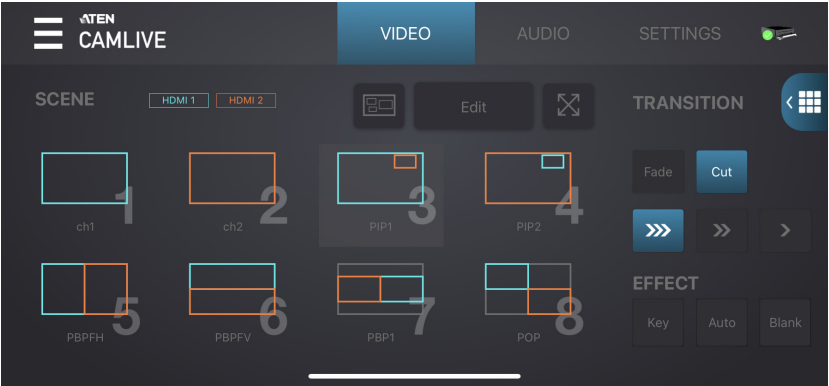 ATEN
CAMLIVE
VIDEO
AUDIO
SETTINGS
SCENE
HDMI 1
HDMI 2
Edit
TRANSITION
1
ch1
2
ch2
3
PIP1
4
PIP2
Fade
Cut
5
PBPFH
6
PBPFV
7
PBP1
8
POP
EFFECT
Key
Auto
Blank